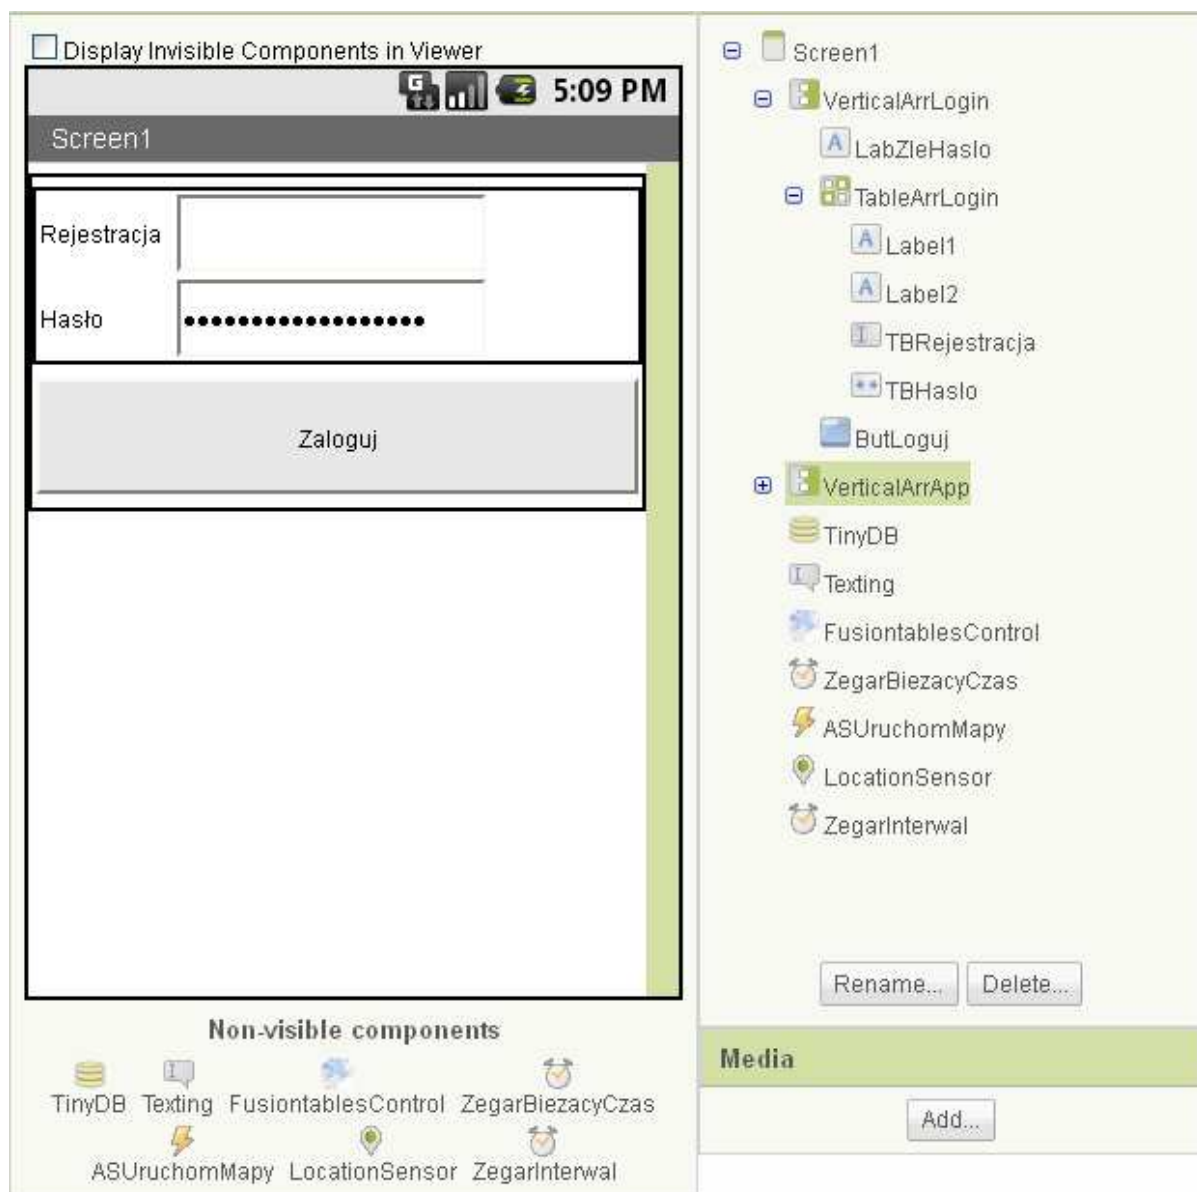 Display Invisible Components in Viewer
5:09 PM
Screen1
Rejestracja
Hasło
Zaloguj
Non-visible components
TinyDB Texting FusiontablesControl ZegarBiezacyCzas
ASUruchomMapy LocationSensor ZegarInterwal
Screen1
VerticalArrLogin
LabZleHaslo
TableArrLogin
Label1
Label2
TBRejestracja
TBHaslo
ButLoguj
VerticalArrApp
TinyDB
Texting
FusiontablesControl
ZegarBiezacyCzas
ASUruchomMapy
LocationSensor
ZegarInterwal
Rename... Delete...
Media
Add...